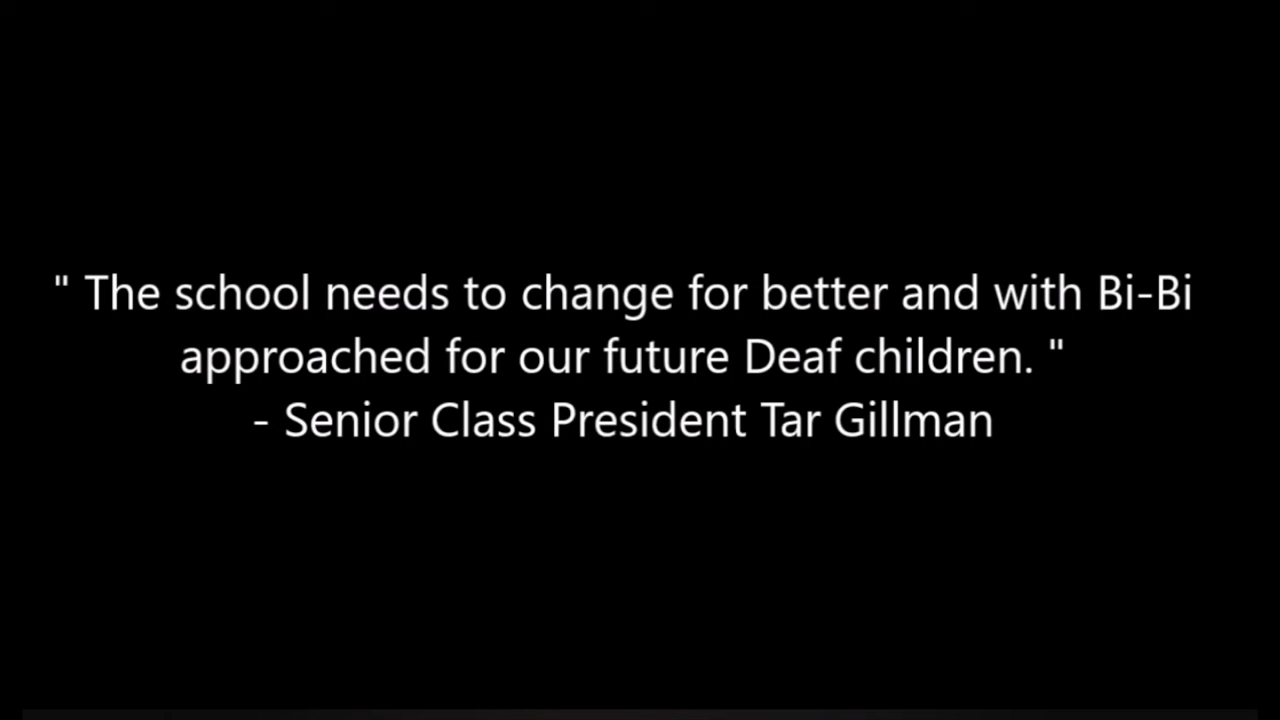 " The school needs to change for better and with Bi-Bi
approached for our future Deaf children. "
- Senior Class President Tar Gillman